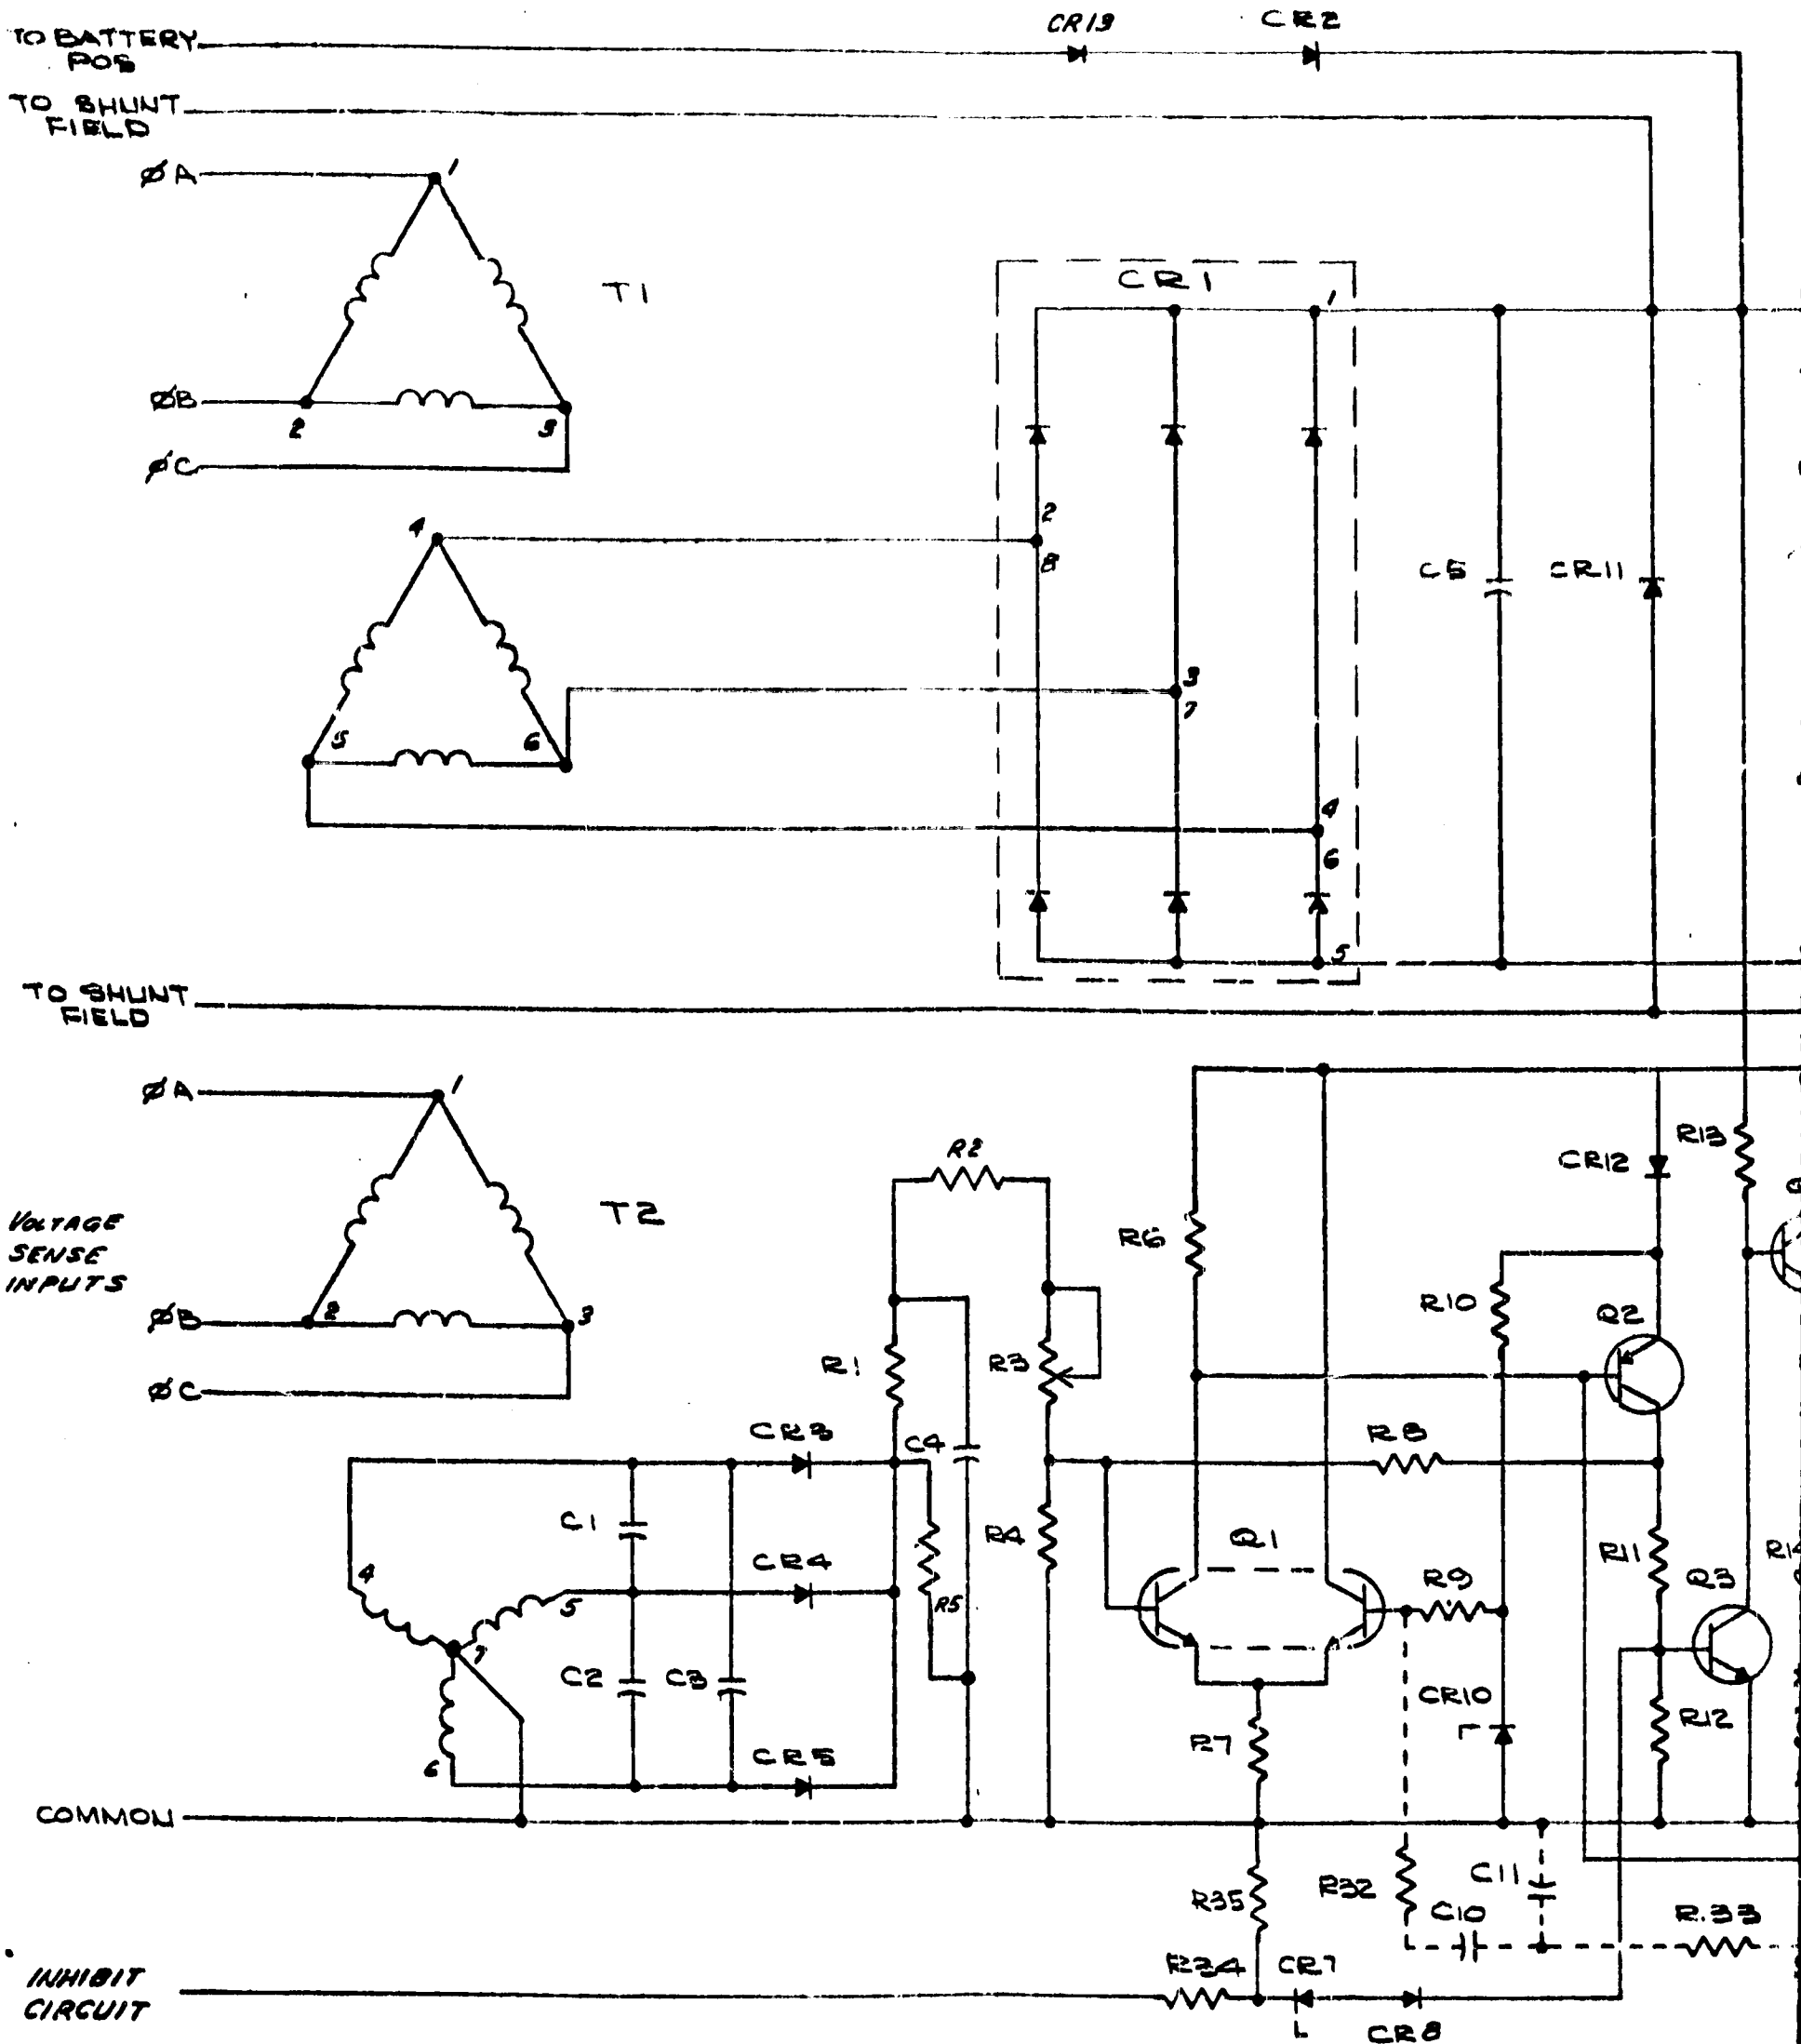 CR13
CR2
TO BATTERY
POS
TO SHUNT
FIELD
ØA
1
T1
CR1
1
ØB
2
3
ØC
4
2
8
C5
CR11
3
7
5
6
4
6
5
TO SHUNT
FIELD
ØA
1
R2
R13
CR12
VOLTAGE
SENSE
INPUTS
T2
R6
R10
Q2
ØB
2
3
R1
R3
ØC
CR3
C4
R8
C1
R4
Q1
R11
R14
CR4
4
R9
Q3
5
R5
7
C2
C3
CR10
R12
R7
CR5
6
COMMON
R35
R32
C11
C10
R33
INHIBIT
CIRCUIT
R34
CR7
CR8